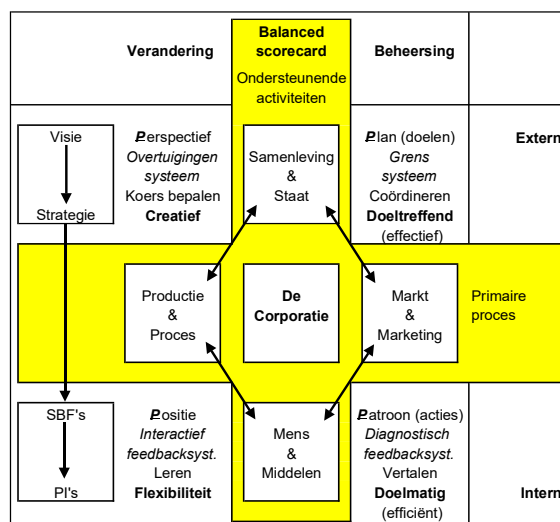 Verandering
Balanced
scorecard
Ondersteunende
activiteiten
Beheersing
Visie
Strategie
Perspectief
Overtuigingen
systeem
Koers bepalen
Creatief
Samenleving
&
Staat
Plan (doelen)
Grens
systeem
Coördineren
Doeltreffend
(effectief)
Extern
Productie
&
Proces
De
Corporatie
Markt
&
Marketing
Primaire
proces
SBF's
PI's
Positie
Interactief
feedbacksyst.
Leren
Flexibiliteit
Mens
&
Middelen
Patroon (acties)
Diagnostisch
feedbacksyst.
Vertalen
Doelmatig
(efficiënt)
Intern